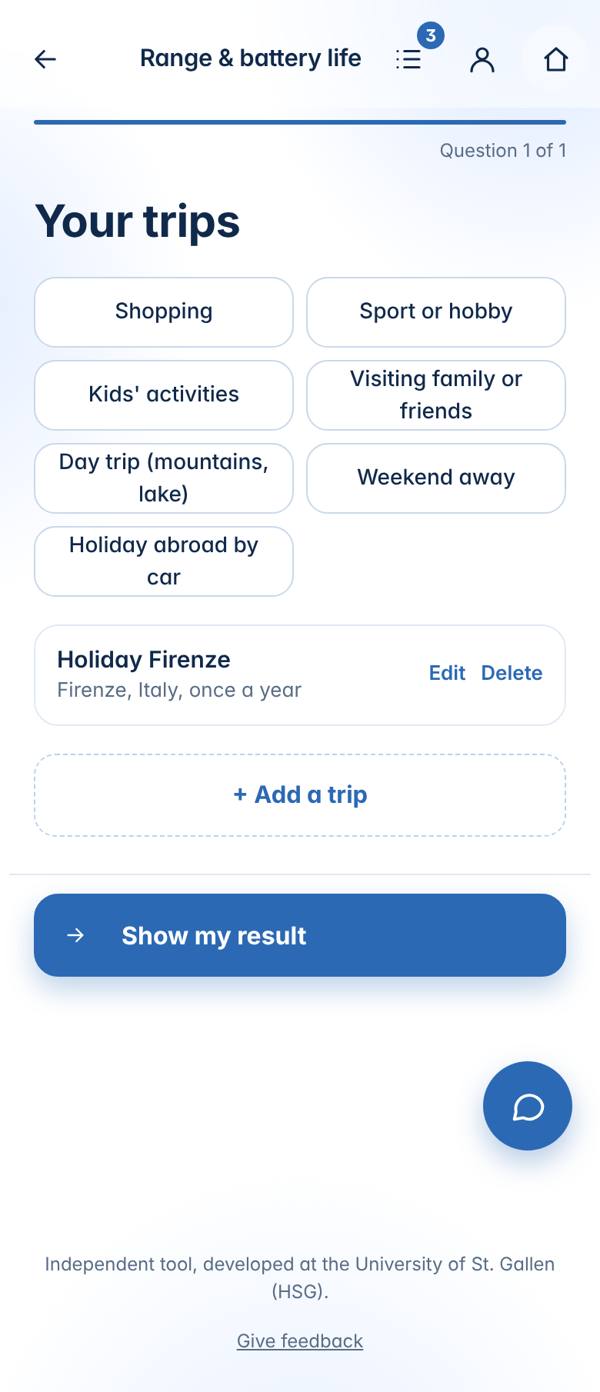 Range & battery life
3
Question 1 of 1
Your trips
Shopping
Sport or hobby
Kids' activities
Visiting family or
friends
Day trip (mountains,
lake)
Weekend away
Holiday abroad by
car
Holiday Firenze
Firenze, Italy, once a year
Edit
Delete
+ Add a trip
Show my result
Independent tool, developed at the University of St. Gallen
(HSG).
Give feedback